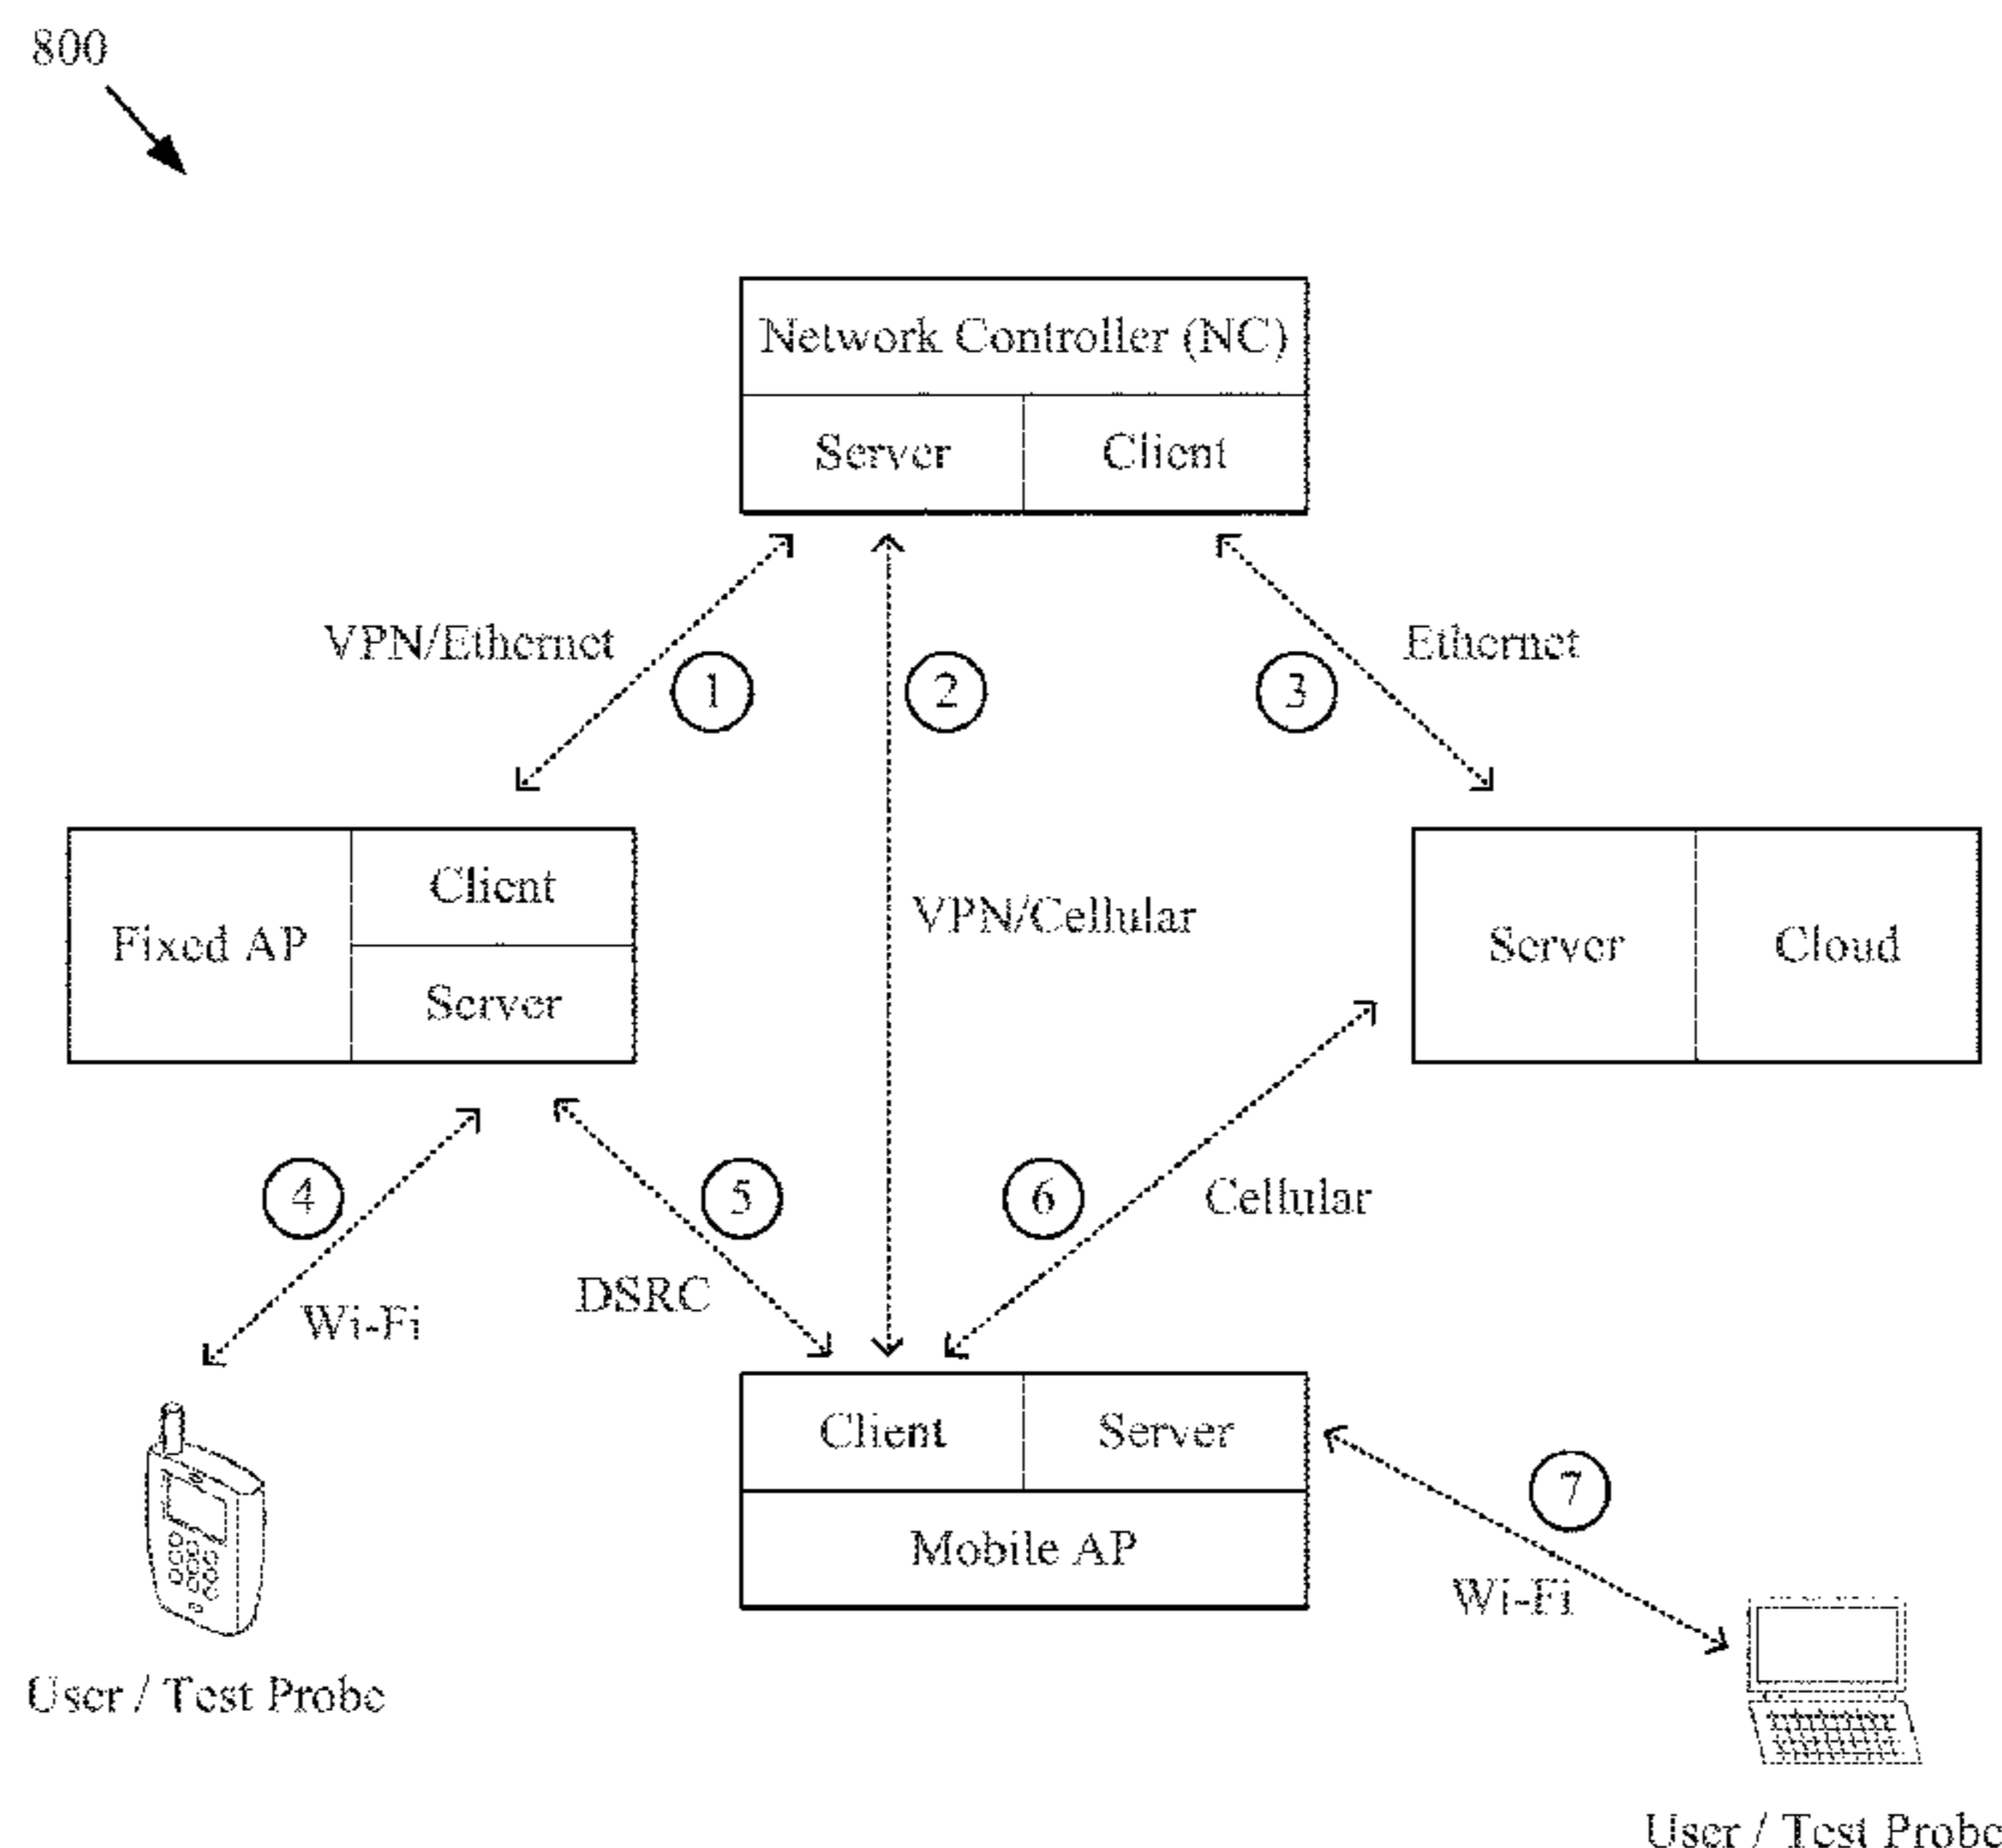 800
Network Controller (NC)
Server
Client
VPN/Ethernet
1
2
3
Ethernet
Fixed AP
Client
Server
VPN/Cellular
Server
Cloud
4
5
6
Cellular
Wi-Fi
DSRC
Client
Server
Mobile AP
7
Wi-Fi
User / Test Probe
User / Test Probe